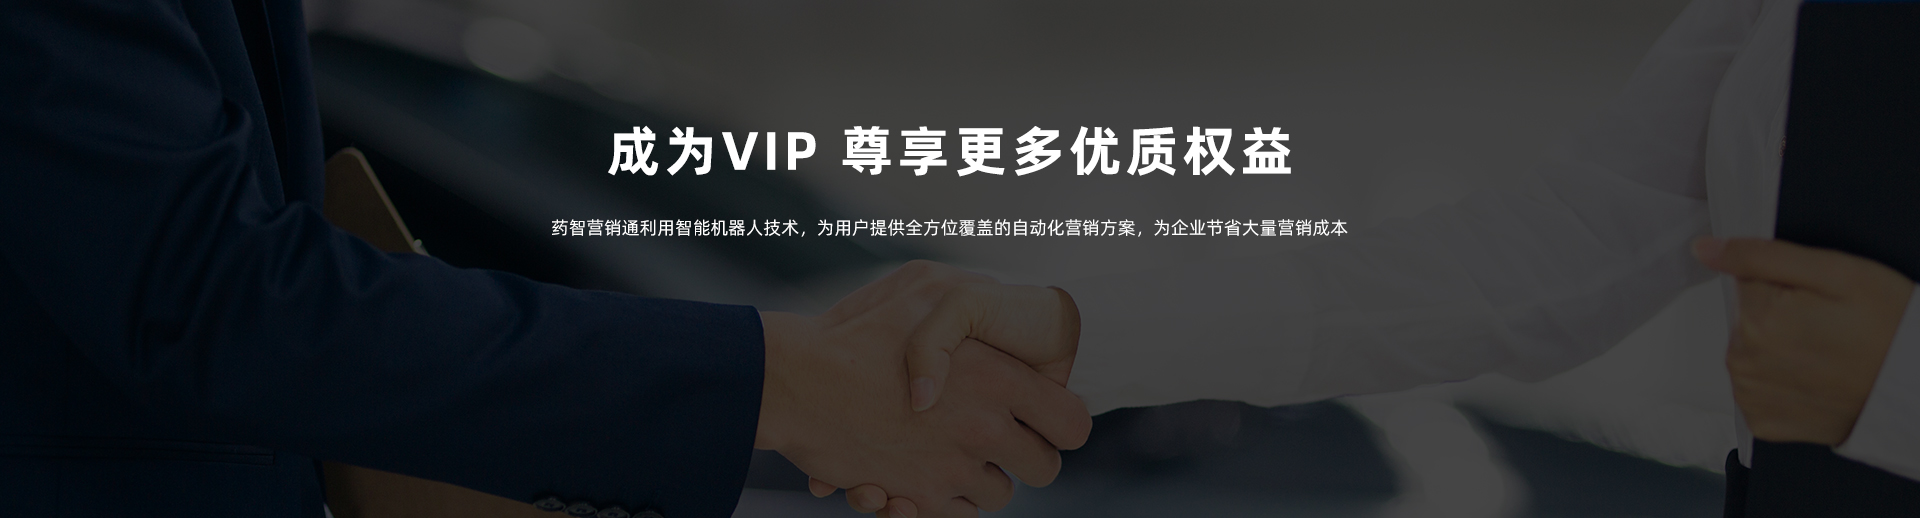 成为VIP 尊享更多优质权益
药智营销通利用智能机器人技术，为用户提供全方位覆盖的自动化营销方案，为企业节省大量营销成本